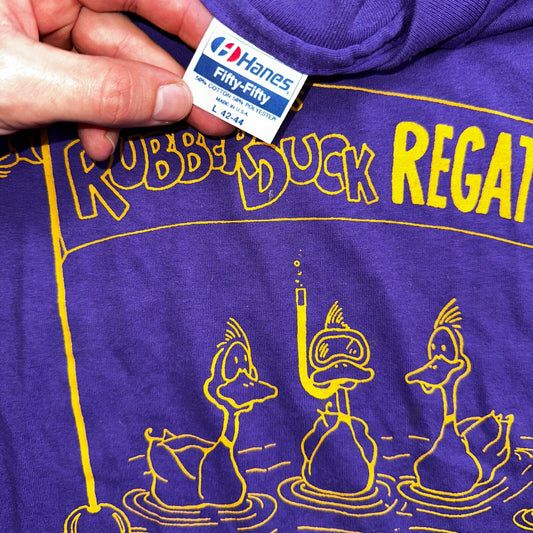 Hanes
Fifty-Fifty
50% COTTON 50% POLYESTER
MADE IN U.S.A.
L 42-44
RUBBER DUCK REGAT